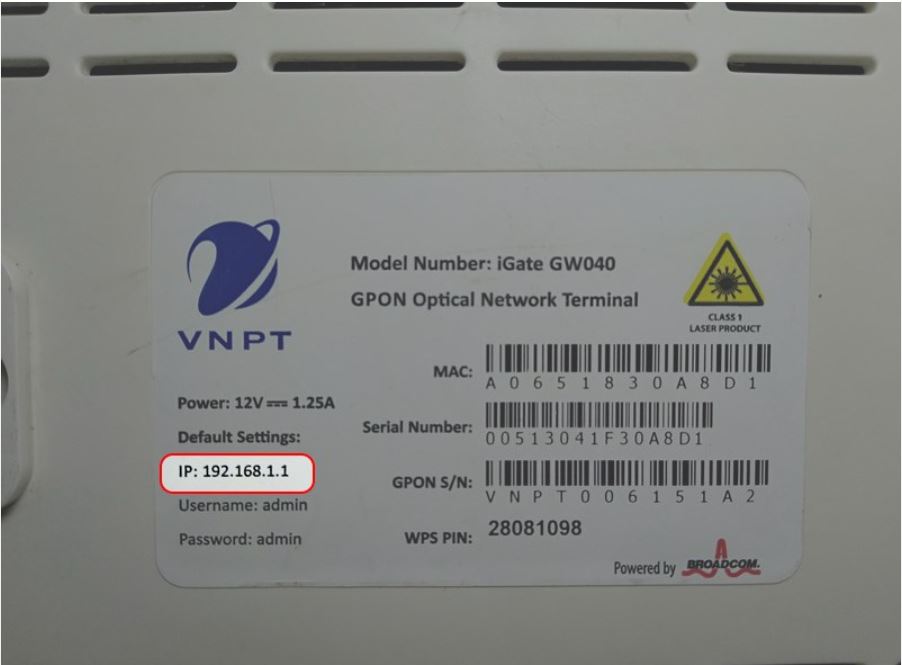 VNPT
Model Number: iGate GW040
GPON Optical Network Terminal
CLASS 1
LASER PRODUCT
MAC:
A0651830A8D1
Power: 12V ⎓ 1.25A
Serial Number:
00513041F30A8D1
Default Settings:
IP: 192.168.1.1
GPON S/N:
VNPT006151A2
Username: admin
Password: admin
WPS PIN: 28081098
Powered by BROADCOM.